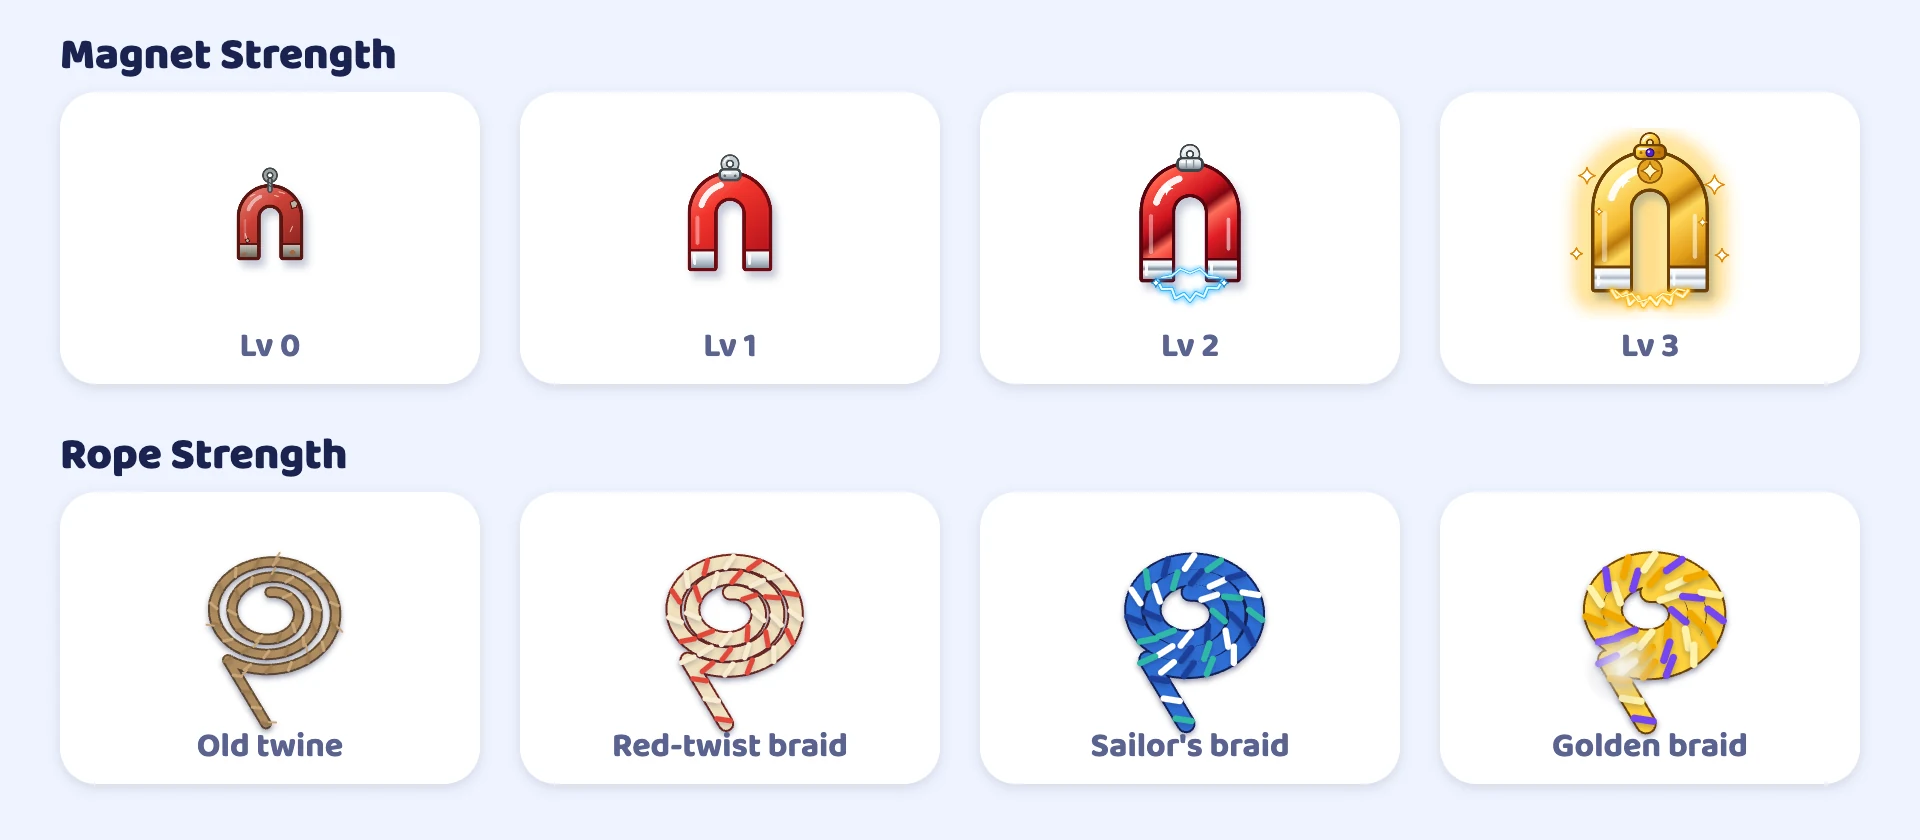 Magnet Strength
Lv 0
Lv 1
Lv 2
Lv 3
Rope Strength
Old twine
Red-twist braid
Sailor's braid
Golden braid